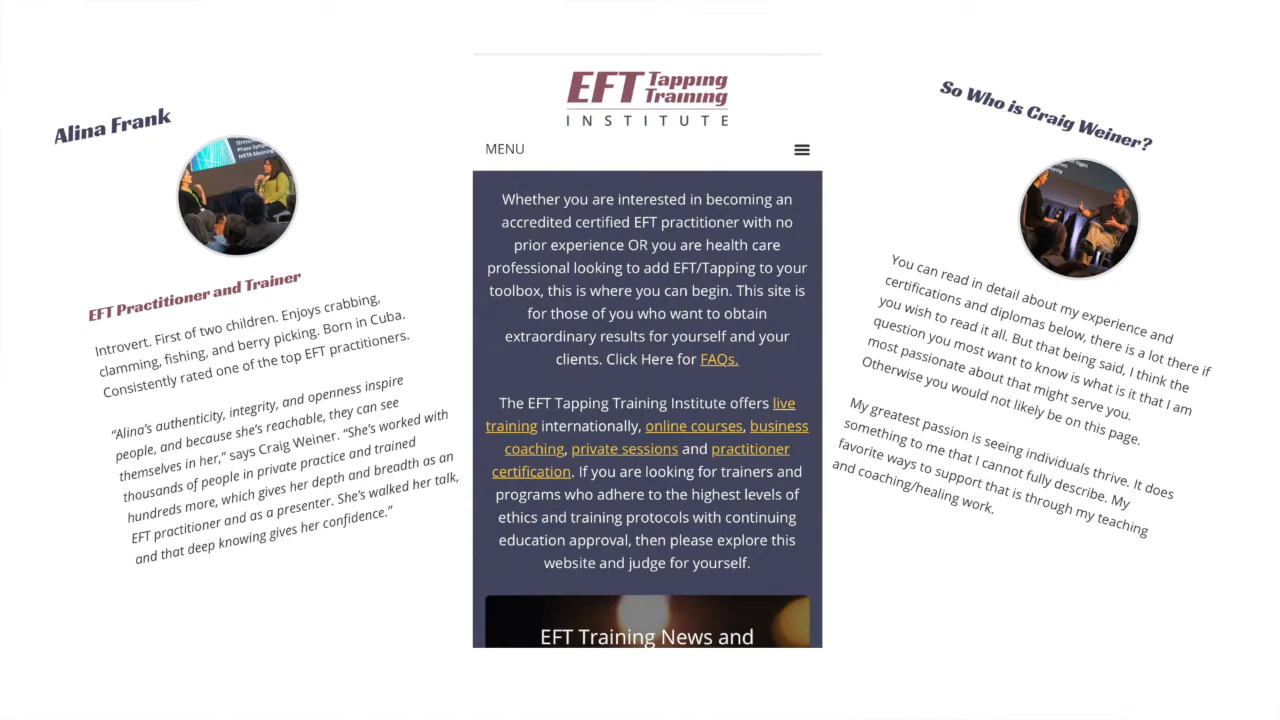 Alina Frank
EFT Practitioner and Trainer
Introvert. First of two children. Enjoys crabbing,
clamming, fishing, and berry picking. Born in Cuba.
Consistently rated one of the top EFT practitioners.
“Alina’s authenticity, integrity, and openness inspire
people, and because she’s reachable, they can see
themselves in her,” says Craig Weiner. “She’s worked with
thousands of people in private practice and trained
hundreds more, which gives her depth and breadth as an
EFT practitioner and as a presenter. She’s walked her talk,
and that deep knowing gives her confidence.”
EFT Tapping
Training
INSTITUTE
MENU
Whether you are interested in becoming an
accredited certified EFT practitioner with no
prior experience OR you are health care
professional looking to add EFT/Tapping to your
toolbox, this is where you can begin. This site is
for those of you who want to obtain
extraordinary results for yourself and your
clients. Click Here for FAQs.
The EFT Tapping Training Institute offers live
training internationally, online courses, business
coaching, private sessions and practitioner
certification. If you are looking for trainers and
programs who adhere to the highest levels of
ethics and training protocols with continuing
education approval, then please explore this
website and judge for yourself.
EFT Training News and
So Who is Craig Weiner?
You can read in detail about my experience and
certifications and diplomas below, there is a lot there if
you wish to read it all. But that being said, I think the
question you most want to know is what is it that I am
most passionate about that might serve you.
Otherwise you would not likely be on this page.
My greatest passion is seeing individuals thrive. It does
something to me that I cannot fully describe. My
favorite ways to support that is through my teaching
and coaching/healing work.